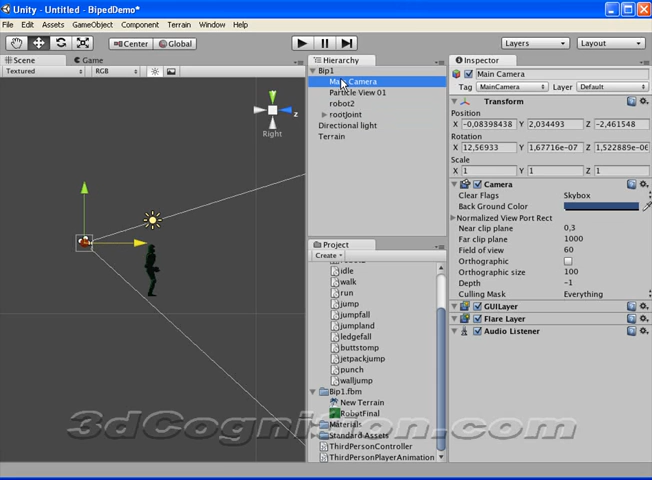 Unity - Untitled - BipedDemo*
File Edit Assets GameObject Component Terrain Window Help
Center Global Layers Layout
Scene Game
Textured RGB
y
z
Right
Hierarchy
Bip1
Main Camera
Particle View 01
robot2
rootJoint
Directional light
Terrain
Project
Create
idle
walk
run
jump
jumpfall
jumpland
ledgefall
buttstomp
jetpackjump
punch
walljump
Bip1.fbm
New Terrain
RobotFinal
Materials
Standard Assets
ThirdPersonController
ThirdPersonPlayerAnimation
Inspector
Main Camera
Tag MainCamera Layer Default
Transform
Position
X -0,08398438 Y 2,034493 Z -2,461548
Rotation
X 12,56933 Y 1,67716e-07 Z 1,522889e-06
Scale
X 1 Y 1 Z 1
Camera
Clear Flags Skybox
Back Ground Color
Normalized View Port Rect
Near clip plane 0,3
Far clip plane 1000
Field of view 60
Orthographic
Orthographic size 100
Depth -1
Culling Mask Everything
GUILayer
Flare Layer
Audio Listener
3dCognision.com